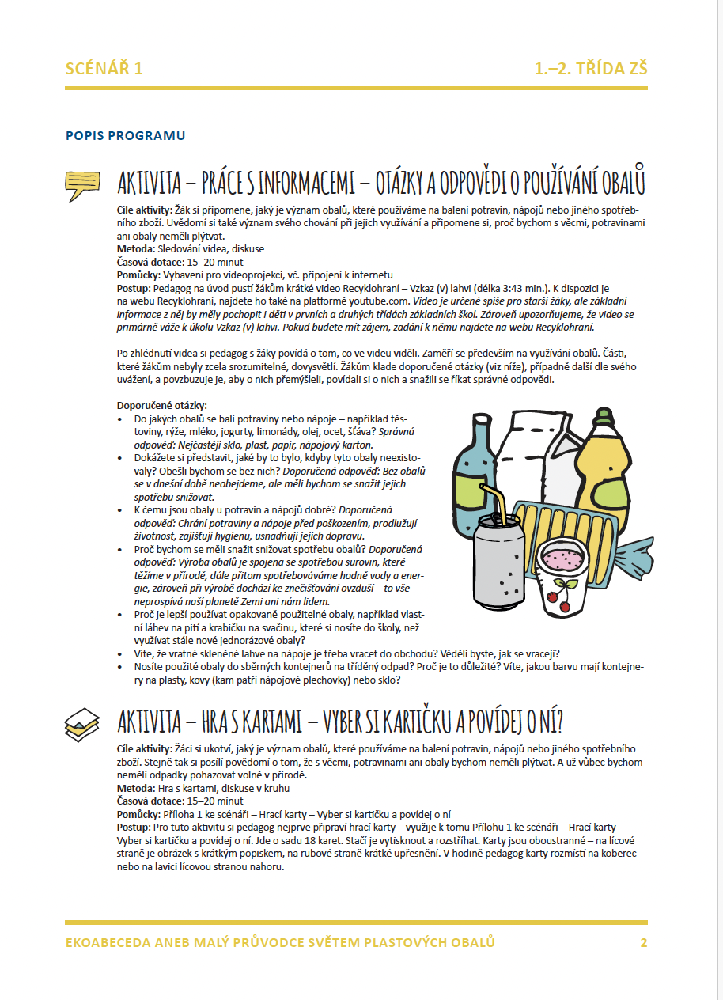 SCÉNÁŘ 1
1.–2. TŘÍDA ZŠ
POPIS PROGRAMU
AKTIVITA – PRÁCE S INFORMACEMI – OTÁZKY A ODPOVĚDI O POUŽÍVÁNÍ OBALŮ
Cíle aktivity: Žák si připomene, jaký je význam obalů, které používáme na balení potravin, nápojů nebo jiného spotřeb-
ního zboží. Uvědomí si také význam svého chování při jejich využívání a připomene si, proč bychom s věcmi, potravinami
ani obaly neměli plýtvat.
Metoda: Sledování videa, diskuse
Časová dotace: 15–20 minut
Pomůcky: Vybavení pro videoprojekci, vč. připojení k internetu
Postup: Pedagog na úvod pustí žákům krátké video Recyklohraní – Vzkaz (v) lahvi (délka 3:43 min.). K dispozici je
na webu Recyklohraní, najdete ho také na platformě youtube.com. Video je určené spíše pro starší žáky, ale základní
informace z něj by měly pochopit i děti v prvních a druhých třídách základních škol. Zároveň upozorňujeme, že video se
primárně váže k úkolu Vzkaz (v) lahvi. Pokud budete mít zájem, zadání k němu najdete na webu Recyklohraní.
Po zhlédnutí videa si pedagog s žáky povídá o tom, co ve videu viděli. Zaměří se především na využívání obalů. Části,
které žákům nebyly zcela srozumitelné, dovysvětlí. Žákům klade doporučené otázky (viz níže), případně další dle svého
uvážení, a povzbuzuje je, aby o nich přemýšleli, povídali si o nich a snažili se říkat správné odpovědi.
Doporučené otázky:
• Do jakých obalů se balí potraviny nebo nápoje – například těs-
toviny, rýže, mléko, jogurty, limonády, olej, ocet, šťáva? Správná
odpověď: Nejčastěji sklo, plast, papír, nápojový karton.
• Dokážete si představit, jaké by to bylo, kdyby tyto obaly neexisto-
valy? Obešli bychom se bez nich? Doporučená odpověď: Bez obalů
se v dnešní době neobejdeme, ale měli bychom se snažit jejich
spotřebu snižovat.
• K čemu jsou obaly u potravin a nápojů dobré? Doporučená
odpověď: Chrání potraviny a nápoje před poškozením, prodlužují
životnost, zajišťují hygienu, usnadňují jejich dopravu.
• Proč bychom se měli snažit snižovat spotřebu obalů? Doporučená
odpověď: Výroba obalů je spojena se spotřebou surovin, které
těžíme v přírodě, dále přitom spotřebováváme hodně vody a ener-
gie, zároveň při výrobě dochází ke znečišťování ovzduší – to vše
neprospívá naší planetě Zemi ani nám lidem.
• Proč je lepší používat opakovaně použitelné obaly, například vlast-
ní láhev na pití a krabičku na svačinu, které si nosíte do školy, než
využívat stále nové jednorázové obaly?
• Víte, že vratné skleněné lahve na nápoje je třeba vracet do obchodu? Věděli byste, jak se vracejí?
• Nosíte použité obaly do sběrných kontejnerů na tříděný odpad? Proč je to důležité? Víte, jakou barvu mají kontejne-
ry na plasty, kovy (kam patří nápojové plechovky) nebo sklo?
AKTIVITA – HRA S KARTAMI – VYBER SI KARTIČKU A POVÍDEJ O NÍ?
Cíle aktivity: Žáci si ukotví, jaký je význam obalů, které používáme na balení potravin, nápojů nebo jiného spotřebního
zboží. Stejně tak si posílí povědomí o tom, že s věcmi, potravinami ani obaly bychom neměli plýtvat. A už vůbec bychom
neměli odpadky pohazovat volně v přírodě.
Metoda: Hra s kartami, diskuse v kruhu
Časová dotace: 15–20 minut
Pomůcky: Příloha 1 ke scénáři – Hrací karty – Vyber si kartičku a povídej o ní
Postup: Pro tuto aktivitu si pedagog nejprve připraví hrací karty – využije k tomu Přílohu 1 ke scénáři – Hrací karty –
Vyber si kartičku a povídej o ní. Jde o sadu 18 karet. Stačí je vytisknout a rozstříhat. Karty jsou oboustranné – na lícové
straně je obrázek s krátkým popiskem, na rubové straně krátké upřesnění. V hodině pedagog karty rozmístí na koberec
nebo na lavici lícovou stranou nahoru.
EKOABECEDA ANEB MALÝ PRŮVODCE SVĚTEM PLASTOVÝCH OBALŮ
2